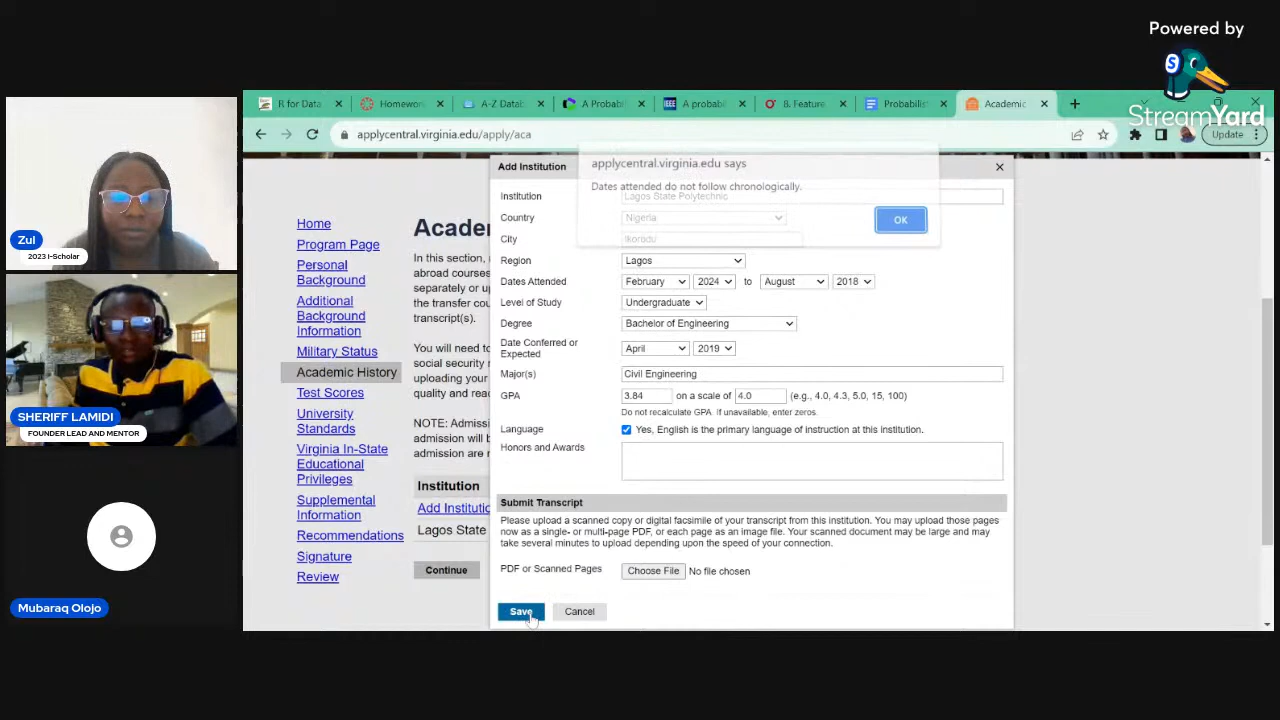 Powered by
S
StreamYard
R for Data
Homework
A-Z Datab
A Probabi
A probabi
8. Feature
Probabilist
Academic
applycentral.virginia.edu/apply/aca
Update
Zul
2023 I-Scholar
SHERIFF LAMIDI
FOUNDER LEAD AND MENTOR
Mubaraq Olojo
Home
Program Page
Personal
Background
Additional
Background
Information
Military Status
Academic History
Test Scores
University
Standards
Virginia In-State
Educational
Privileges
Supplemental
Information
Recommendations
Signature
Review
Acade
In this section,
abroad courses
separately or up
the transfer cou
transcript(s).
You will need to
social security
uploading your
quality and rea
NOTE: Admiss
admission will b
admission are r
Institution
Add Institutio
Lagos State
Continue
Add Institution
applycentral.virginia.edu says
Dates attended do not follow chronologically.
OK
Institution Lagos State Polytechnic
Country Nigeria
City Ikorodu
Region Lagos
Dates Attended February 2024 to August 2018
Level of Study Undergraduate
Degree Bachelor of Engineering
Date Conferred or
Expected April 2019
Major(s) Civil Engineering
GPA 3.84 on a scale of 4.0 (e.g., 4.0, 4.3, 5.0, 15, 100)
Do not recalculate GPA. If unavailable, enter zeros.
Language Yes, English is the primary language of instruction at this institution.
Honors and Awards
Submit Transcript
Please upload a scanned copy or digital facsimile of your transcript from this institution. You may upload those pages
now as a single- or multi-page PDF, or each page as an image file. Your scanned document may be large and may
take several minutes to upload depending upon the speed of your connection.
PDF or Scanned Pages Choose File No file chosen
Save Cancel